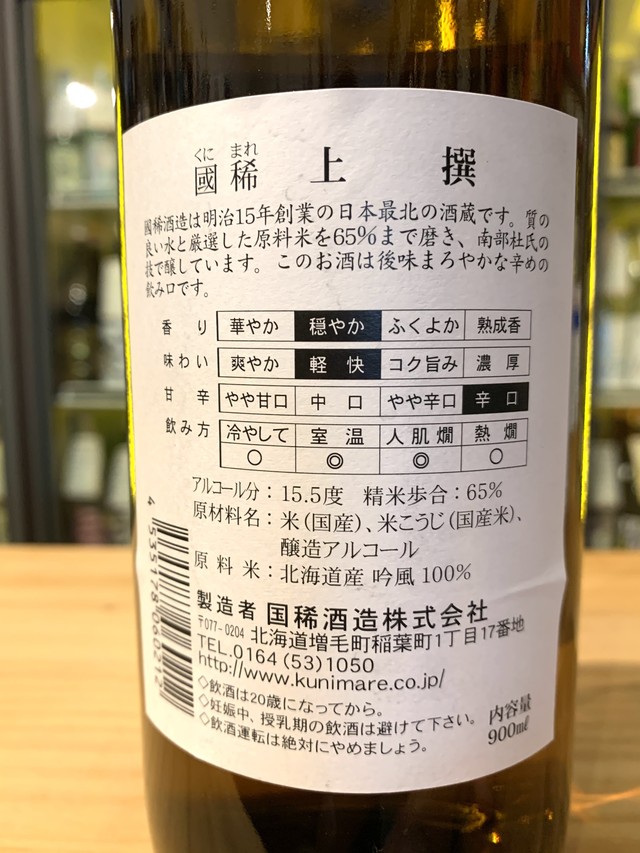 くに まれ
國 稀 上 撰
國稀酒造は明治15年創業の日本最北の酒蔵です。質の
良い水と厳選した原料米を65%まで磨き、南部杜氏の
技で醸しています。このお酒は後味まろやかな辛めの
飲み口です。
香り 華やか 穏やか ふくよか 熟成香
味わい 爽やか 軽快 コク旨み 濃厚
甘辛 やや甘口 中口 やや辛口 辛口
飲み方 冷やして 室温 人肌燗 熱燗
○ ◎ ◎ ○
アルコール分：15.5度 精米歩合：65%
原材料名：米（国産）、米こうじ（国産米）、
醸造アルコール
原料米：北海道産 吟風 100%
製造者 国稀酒造株式会社
〒077-0204 北海道増毛町稲葉町1丁目17番地
TEL.0164(53)1050
http://www.kunimare.co.jp/
◇飲酒は20歳になってから。
◇妊娠中、授乳期の飲酒は避けて下さい。
◇飲酒運転は絶対にやめましょう。
内容量
900㎖
4 535178 060312